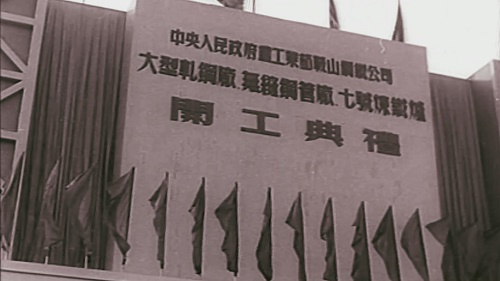 中央人民政府重工業部鞍山鋼鐵公司
大型軋鋼廠、無縫鋼管廠、七號煉鐵爐
開工典禮